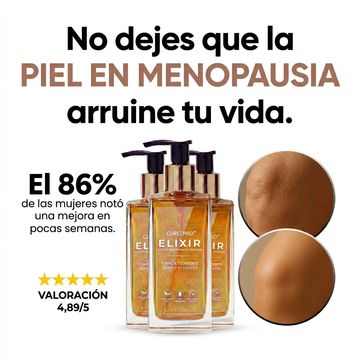 No dejes que la
PIEL EN MENOPAUSIA
arruine tu vida.
El 86%
de las mujeres notó
una mejora en
pocas semanas.
VALORACIÓN
4,89/5
ELIXIR